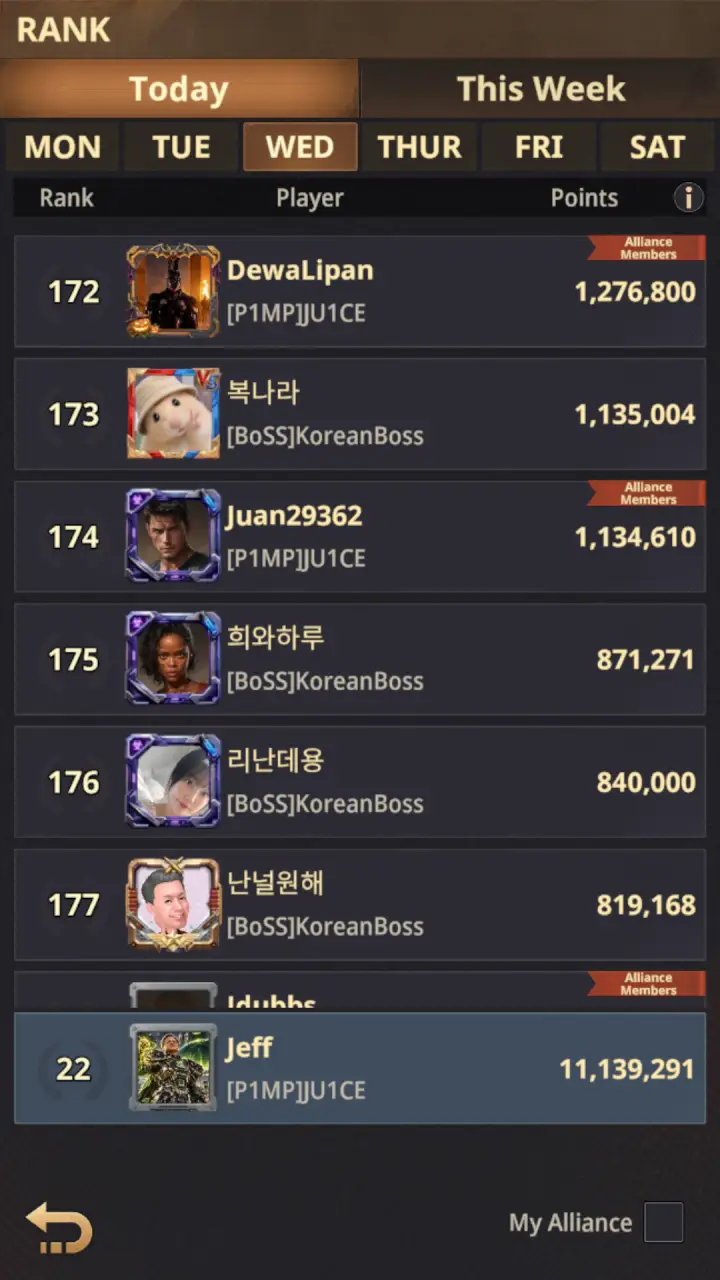 RANK
Today
This Week
MON
TUE
WED
THUR
FRI
SAT
Rank
Player
Points
i
Alliance
Members
172
DewaLipan
[P1MP]JU1CE
1,276,800
VS
173
복나라
[BoSS]KoreanBoss
1,135,004
Alliance
Members
174
Juan29362
[P1MP]JU1CE
1,134,610
175
희와하루
[BoSS]KoreanBoss
871,271
176
리난데용
[BoSS]KoreanBoss
840,000
177
난널원해
[BoSS]KoreanBoss
819,168
Alliance
Members
Jdubbs
22
Jeff
[P1MP]JU1CE
11,139,291
My Alliance